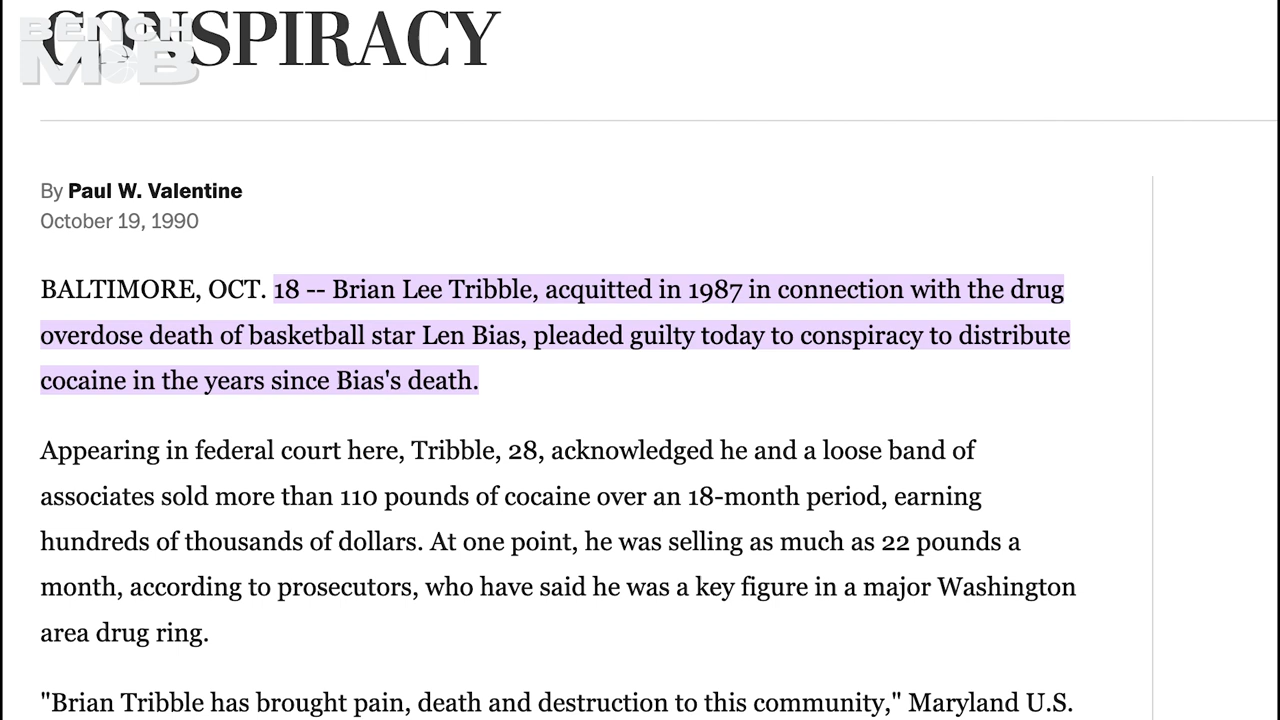 BENCH
MOB
CONSPIRACY
By Paul W. Valentine
October 19, 1990
BALTIMORE, OCT. 18 -- Brian Lee Tribble, acquitted in 1987 in connection with the drug
overdose death of basketball star Len Bias, pleaded guilty today to conspiracy to distribute
cocaine in the years since Bias's death.
Appearing in federal court here, Tribble, 28, acknowledged he and a loose band of
associates sold more than 110 pounds of cocaine over an 18-month period, earning
hundreds of thousands of dollars. At one point, he was selling as much as 22 pounds a
month, according to prosecutors, who have said he was a key figure in a major Washington
area drug ring.
"Brian Tribble has brought pain, death and destruction to this community," Maryland U.S.